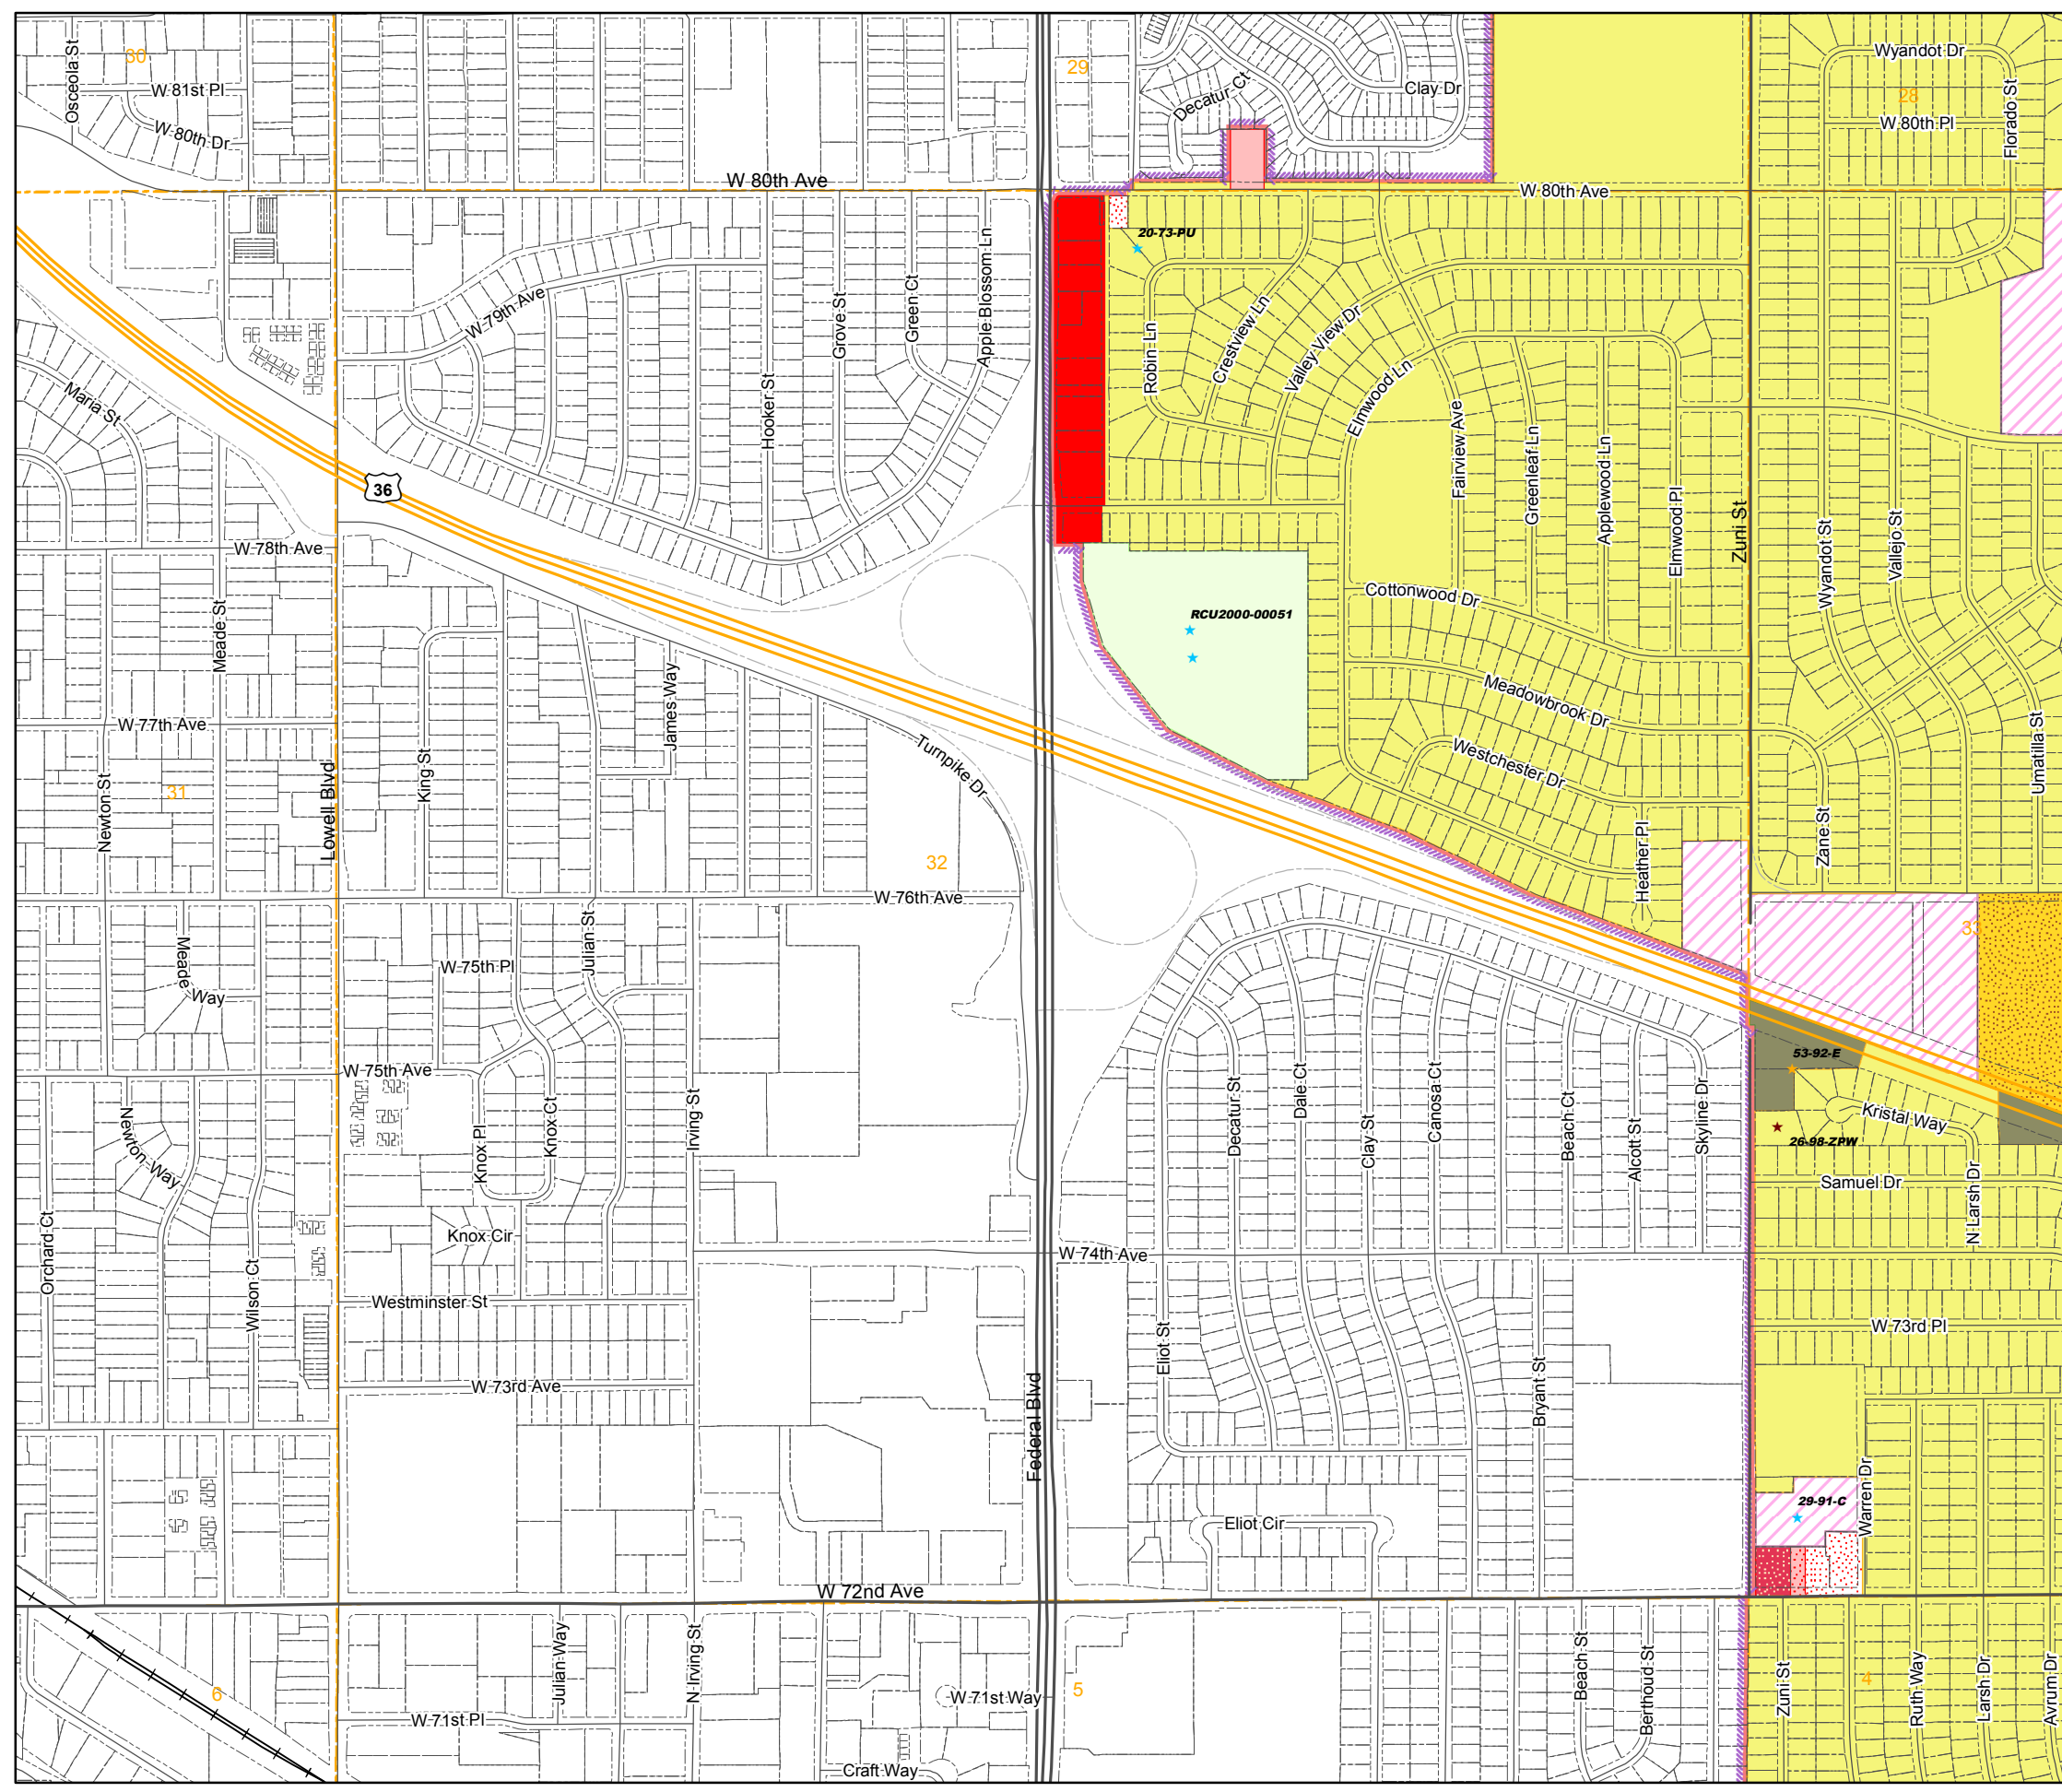 Osceola St
30
W 81st Pl
W 80th Dr
29
Decatur Ct
Clay Dr
Wyandot Dr
28
W 80th Pl
Florado St
W 80th Ave
W 80th Ave
20-73-PU
W 79th Ave
Hooker St
Grove St
Green Ct
Apple Blossom Ln
Robin Ln
Crestview Ln
Valley View Dr
Elmwood Ln
Fairview Ave
Greenleaf Ln
Applewood Ln
Elmwood Pl
Zuni St
Wyandot St
Vallejo St
Maria St
36
W 78th Ave
Meade St
Cottonwood Dr
RCU2000-00051
James Way
Meadowbrook Dr
W 77th Ave
Newton St
31
Lowell Blvd
King St
Turnpike Dr
Westchester Dr
Umatilla St
Zane St
Heather Pl
32
W 76th Ave
33
Meade Way
W 75th Pl
Julian St
W 75th Ave
53-92-E
Kristal Way
26-98-ZPW
Newton Way
Knox Pl
Knox Ct
Irving St
Decatur St
Dale Ct
Clay St
Canosa Ct
Beach Ct
Alcott St
Skyline Dr
Samuel Dr
N Larsh Dr
Orchard Ct
Wilson Ct
Knox Cir
W 74th Ave
Westminster St
W 73rd Pl
Eliot St
W 73rd Ave
Federal Blvd
Bryant St
Warren Dr
29-91-C
Eliot Cir
W 72nd Ave
6
Julian Way
N Irving St
W 71st Way
5
Beach St
Berthoud St
Zuni St
4
Ruth Way
Larsh Dr
Avrum Dr
W 71st Pl
Craft Way